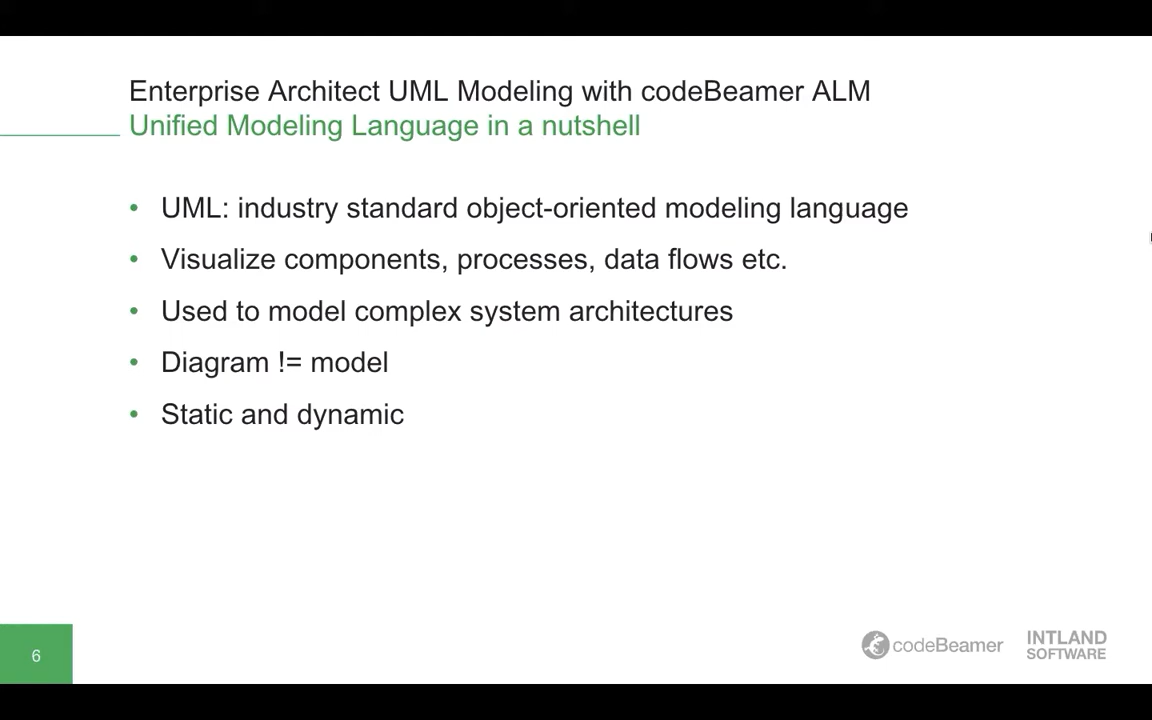 Enterprise Architect UML Modeling with codeBeamer ALM
Unified Modeling Language in a nutshell
• UML: industry standard object-oriented modeling language
• Visualize components, processes, data flows etc.
• Used to model complex system architectures
• Diagram != model
• Static and dynamic
6
codeBeamer
INTLAND
SOFTWARE